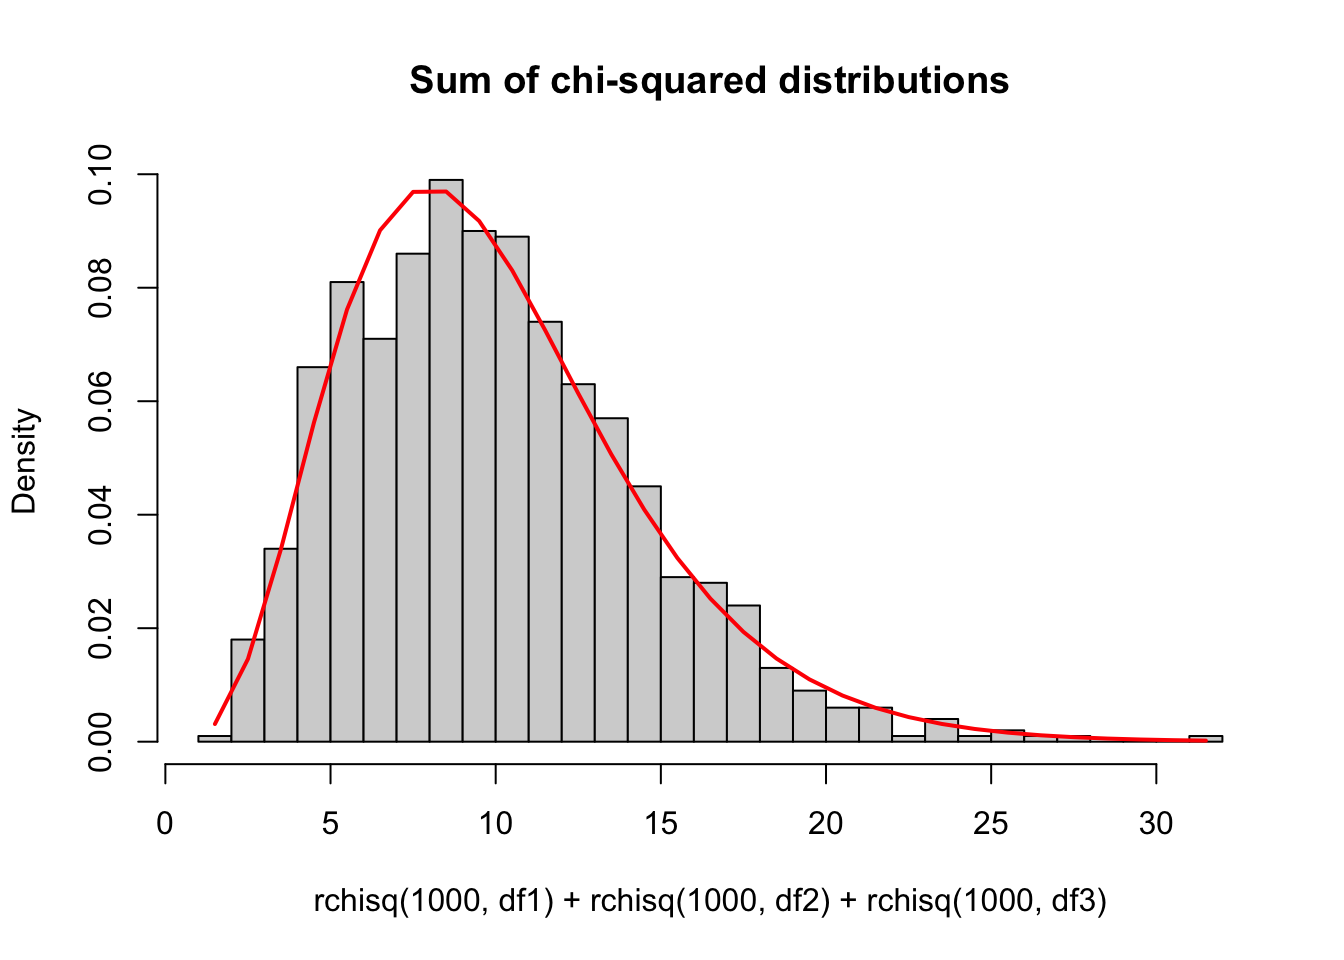 Sum of chi-squared distributions
Density
0.10
0.08
0.06
0.04
0.02
0.00
0 5 10 15 20 25 30
rchisq(1000, df1) + rchisq(1000, df2) + rchisq(1000, df3)